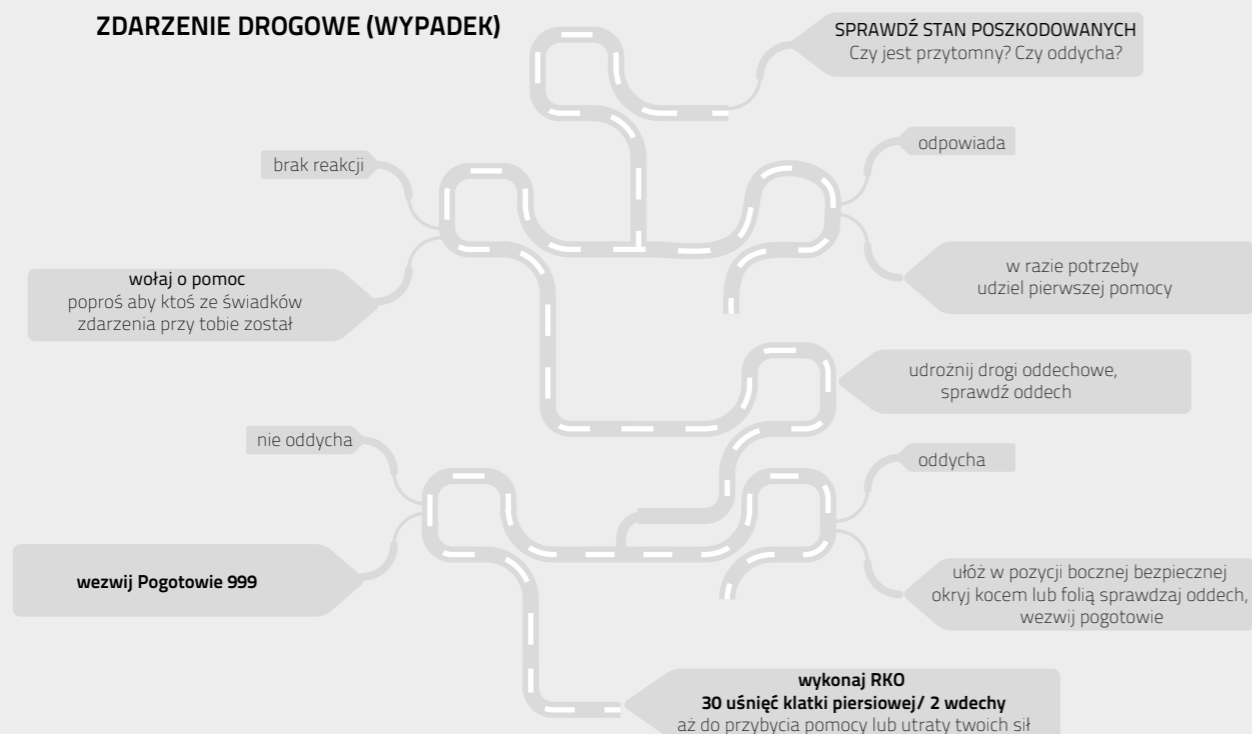 ZDARZENIE DROGOWE (WYPADEK)
SPRAWDŹ STAN POSZKODOWANYCH
Czy jest przytomny? Czy oddycha?
brak reakcji
odpowiada
wołaj o pomoc
poproś aby ktoś ze świadków
zdarzenia przy tobie został
w razie potrzeby
udziel pierwszej pomocy
udrożnij drogi oddechowe,
sprawdź oddech
nie oddycha
oddycha
wezwij Pogotowie 999
ułóż w pozycji bocznej bezpiecznej
okryj kocem lub folią sprawdzaj oddech,
wezwij pogotowie
wykonaj RKO
30 uśnięć klatki piersiowej/ 2 wdechy
aż do przybycia pomocy lub utraty twoich sił